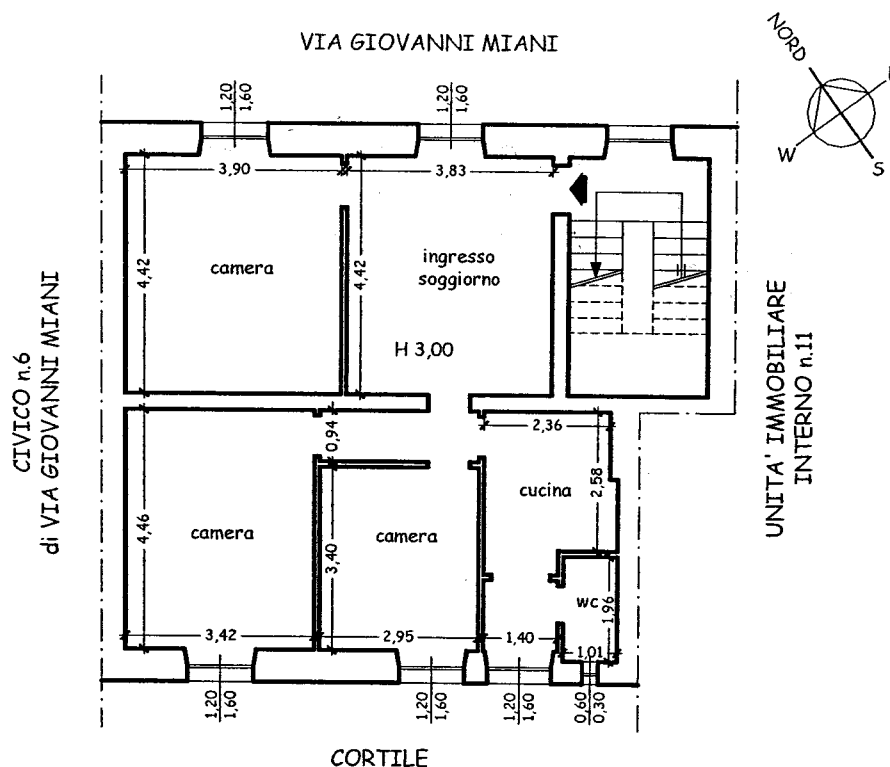 VIA GIOVANNI MIANI
NORD
W
S
1,20
1,60
1,20
1,60
3,90
3,83
4,42
camera
4,42
ingresso
soggiorno
H 3,00
CIVICO n.6
di VIA GIOVANNI MIANI
UNITA' IMMOBILIARE
INTERNO n.11
0,94
2,36
2,58
cucina
4,46
camera
camera
3,40
wc
1,96
3,42
2,95
1,40
1,01
1,20
1,60
1,20
1,60
1,20
1,60
0,60
0,30
CORTILE